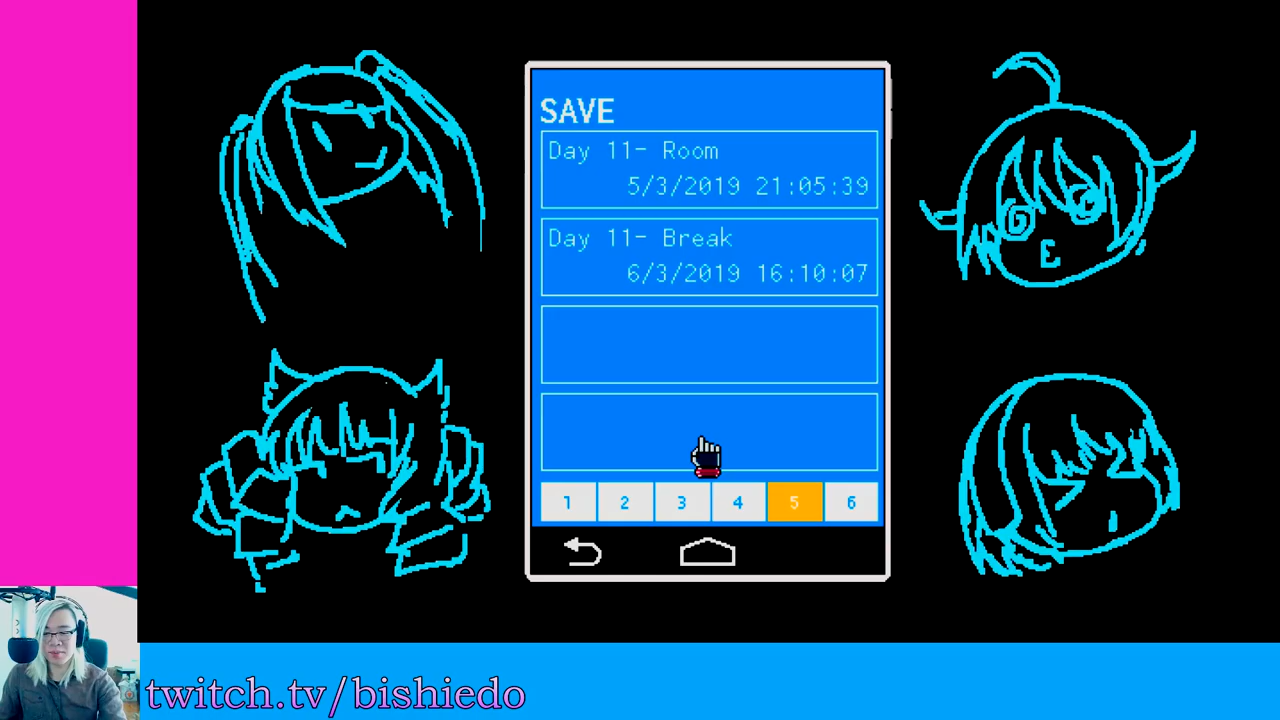 SAVE
Day 11- Room
5/3/2019 21:05:39
Day 11- Break
6/3/2019 16:10:07
1 2 3 4 5 6
twitch.tv/bishiedo